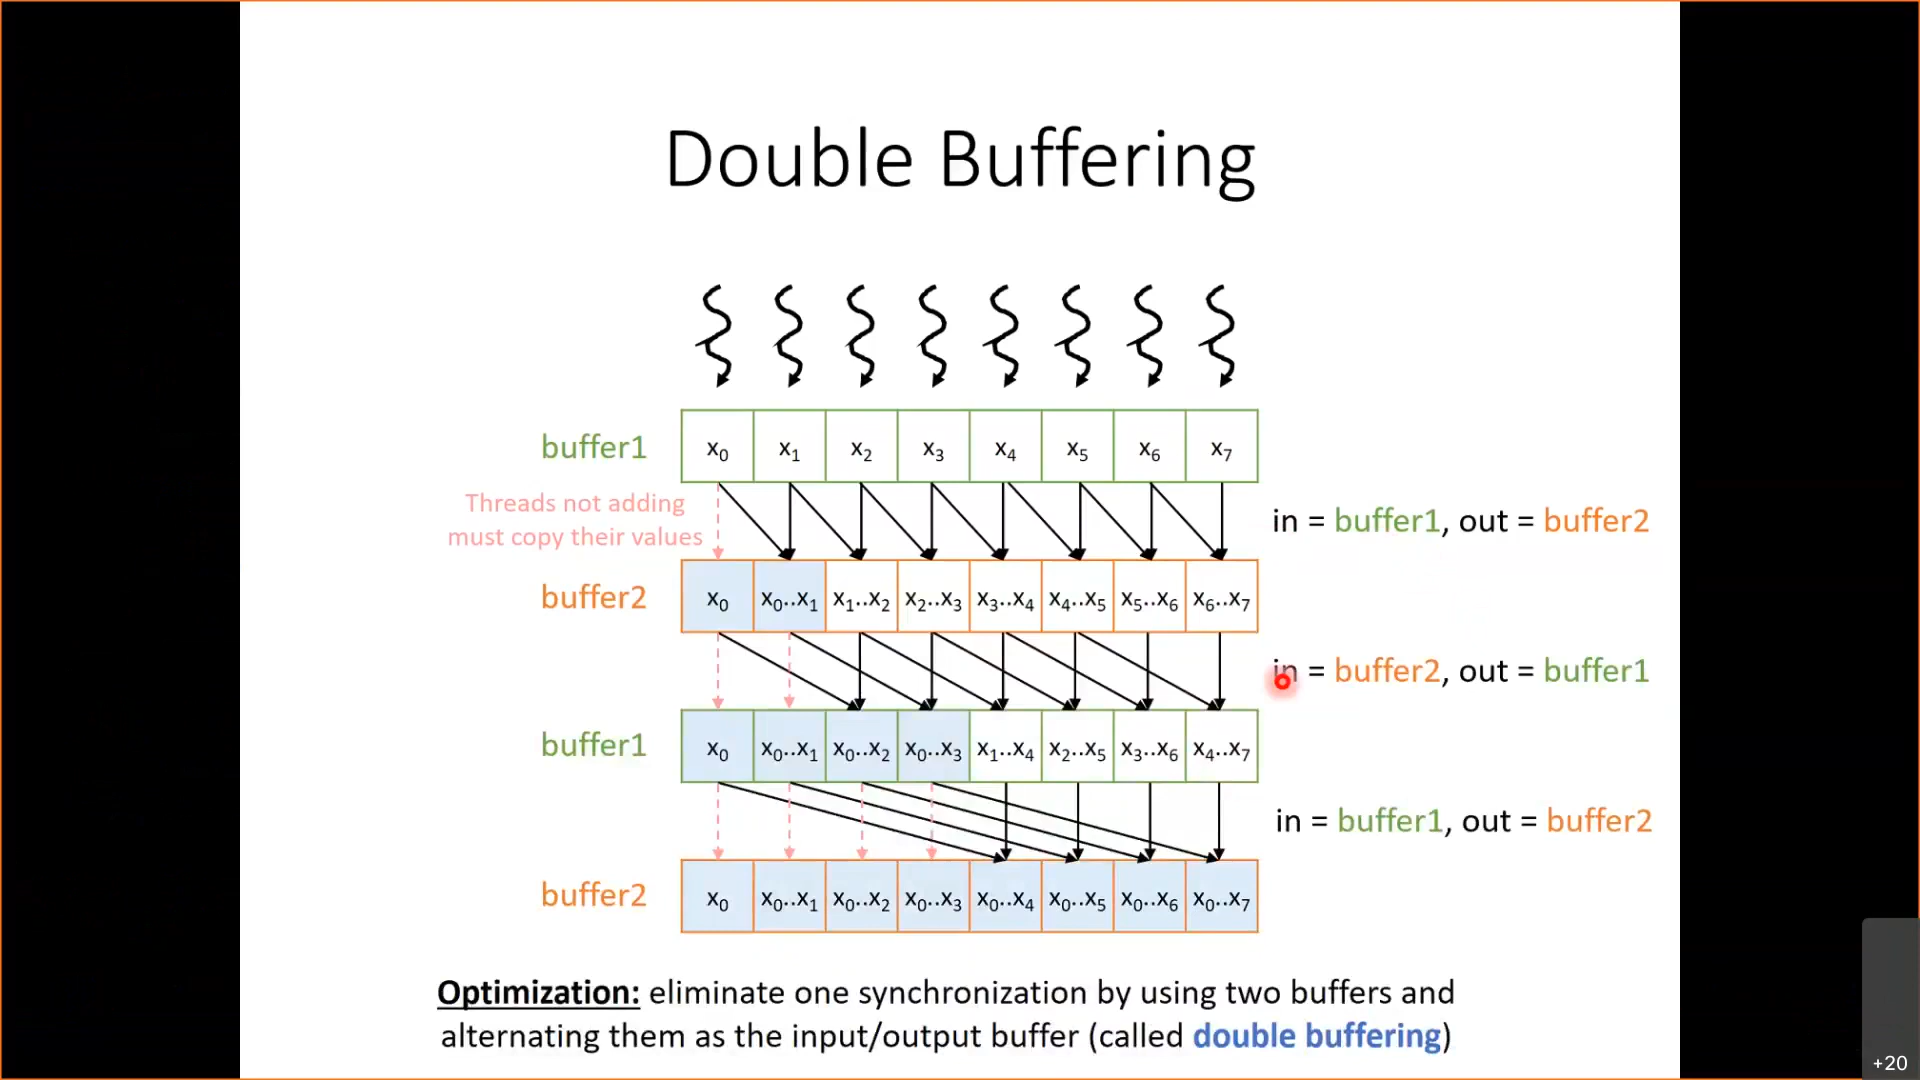 Double Buffering
buffer1 x₀ x₁ x₂ x₃ x₄ x₅ x₆ x₇
Threads not adding
must copy their values
in = buffer1, out = buffer2
buffer2 x₀ x₀..x₁ x₁..x₂ x₂..x₃ x₃..x₄ x₄..x₅ x₅..x₆ x₆..x₇
in = buffer2, out = buffer1
buffer1 x₀ x₀..x₁ x₀..x₂ x₀..x₃ x₁..x₄ x₂..x₅ x₃..x₆ x₄..x₇
in = buffer1, out = buffer2
buffer2 x₀ x₀..x₁ x₀..x₂ x₀..x₃ x₀..x₄ x₀..x₅ x₀..x₆ x₀..x₇
Optimization: eliminate one synchronization by using two buffers and
alternating them as the input/output buffer (called double buffering)
+20